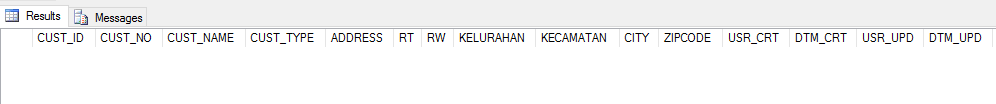 Results Messages
CUST_ID CUST_NO CUST_NAME CUST_TYPE ADDRESS RT RW KELURAHAN KECAMATAN CITY ZIPCODE USR_CRT DTM_CRT USR_UPD DTM_UPD